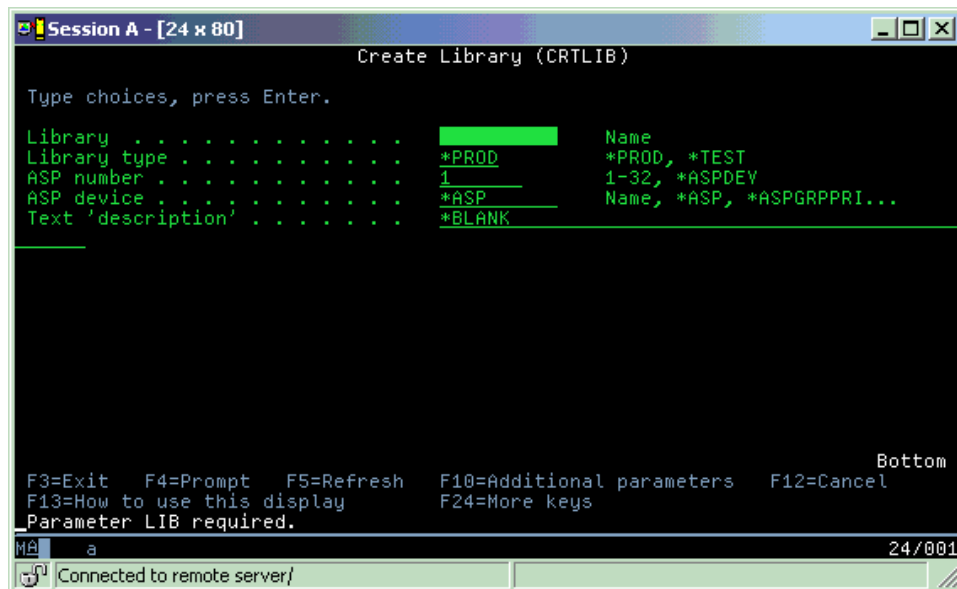 Session A - [24 x 80]
Create Library (CRTLIB)
Type choices, press Enter.
Library . . . . . . . . . . . . Name
Library type . . . . . . . . . . *PROD *PROD, *TEST
ASP number . . . . . . . . . . . 1 1-32, *ASPDEV
ASP device . . . . . . . . . . . *ASP Name, *ASP, *ASPGRPPRI...
Text 'description' . . . . . . . *BLANK
Bottom
F3=Exit F4=Prompt F5=Refresh F10=Additional parameters F12=Cancel
F13=How to use this display F24=More keys
Parameter LIB required.
MA a 24/001
Connected to remote server/